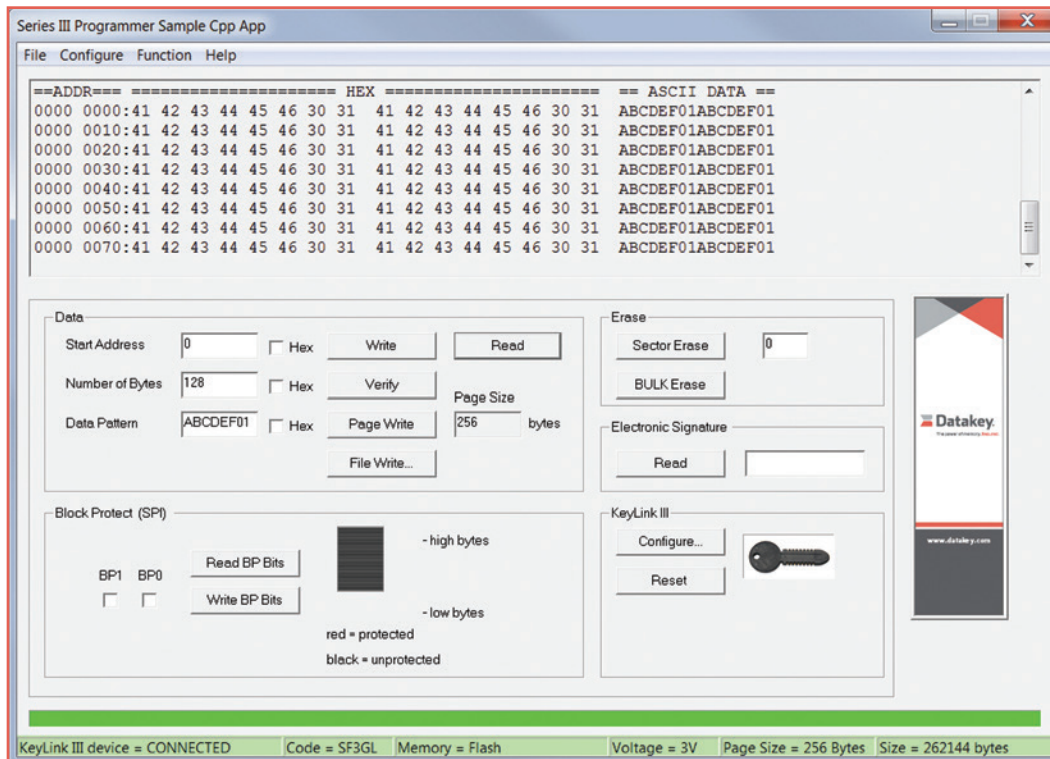 Series III Programmer Sample Cpp App
File Configure Function Help
==ADDR=== ===================== HEX ====================== == ASCII DATA ==
0000 0000:41 42 43 44 45 46 30 31 41 42 43 44 45 46 30 31 ABCDEF01ABCDEF01
0000 0010:41 42 43 44 45 46 30 31 41 42 43 44 45 46 30 31 ABCDEF01ABCDEF01
0000 0020:41 42 43 44 45 46 30 31 41 42 43 44 45 46 30 31 ABCDEF01ABCDEF01
0000 0030:41 42 43 44 45 46 30 31 41 42 43 44 45 46 30 31 ABCDEF01ABCDEF01
0000 0040:41 42 43 44 45 46 30 31 41 42 43 44 45 46 30 31 ABCDEF01ABCDEF01
0000 0050:41 42 43 44 45 46 30 31 41 42 43 44 45 46 30 31 ABCDEF01ABCDEF01
0000 0060:41 42 43 44 45 46 30 31 41 42 43 44 45 46 30 31 ABCDEF01ABCDEF01
0000 0070:41 42 43 44 45 46 30 31 41 42 43 44 45 46 30 31 ABCDEF01ABCDEF01
Data
Start Address 0 Hex Write Read
Number of Bytes 128 Hex Verify
Page Size
Data Pattern ABCDEF01 Hex Page Write 256 bytes
File Write...
Erase
Sector Erase 0
BULK Erase
Electronic Signature
Read
Block Protect (SPI)
- high bytes
Read BP Bits
BP1 BP0
Write BP Bits
- low bytes
red = protected
black = unprotected
KeyLink III
Configure...
Reset
Datakey.
www.datakey.com
KeyLink III device = CONNECTED Code = SF3GL Memory = Flash Voltage = 3V Page Size = 256 Bytes Size = 262144 bytes